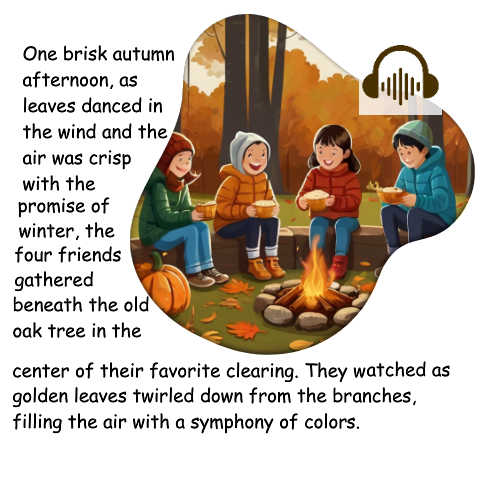 One brisk autumn
afternoon, as
leaves danced in
the wind and the
air was crisp
with the
promise of
winter, the
four friends
gathered
beneath the old
oak tree in the
center of their favorite clearing. They watched as
golden leaves twirled down from the branches,
filling the air with a symphony of colors.